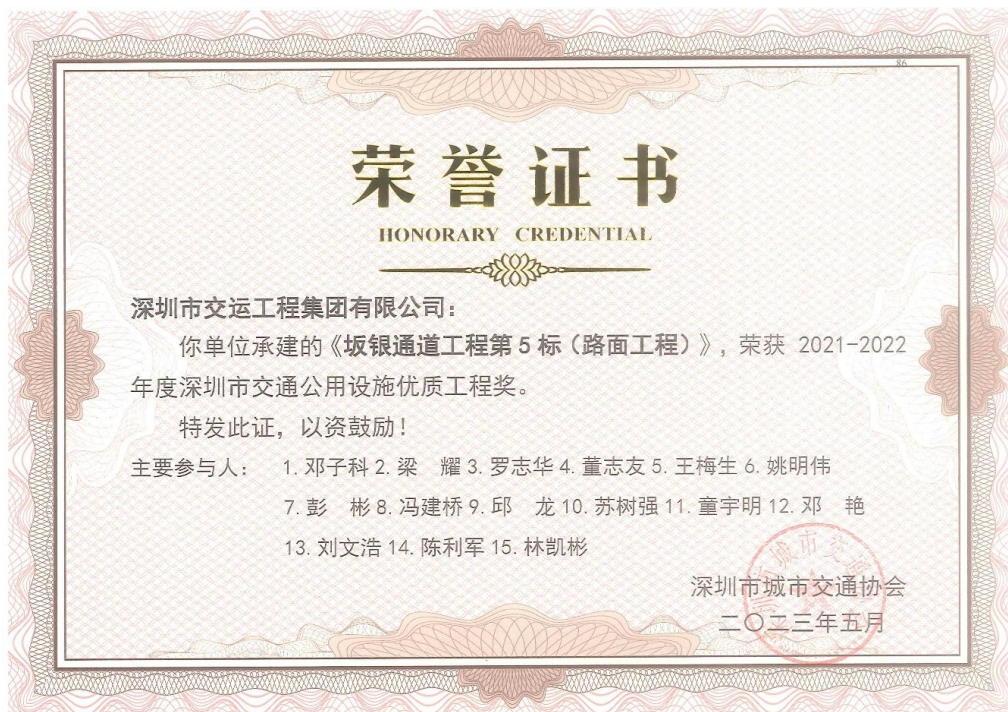 86
荣誉证书
HONORARY CREDENTIAL
深圳市交运工程集团有限公司：
你单位承建的《坂银通道工程第5标（路面工程）》，荣获 2021-2022
年度深圳市交通公用设施优质工程奖。
特发此证，以资鼓励！
主要参与人： 1.邓子科 2.梁 耀 3.罗志华 4.董志友 5.王梅生 6.姚明伟
7.彭 彬 8.冯建桥 9.邱 龙 10.苏树强 11.童宇明 12.邓 艳
13.刘文浩 14.陈利军 15.林凯彬
深圳市城市交通协会
二〇二三年五月